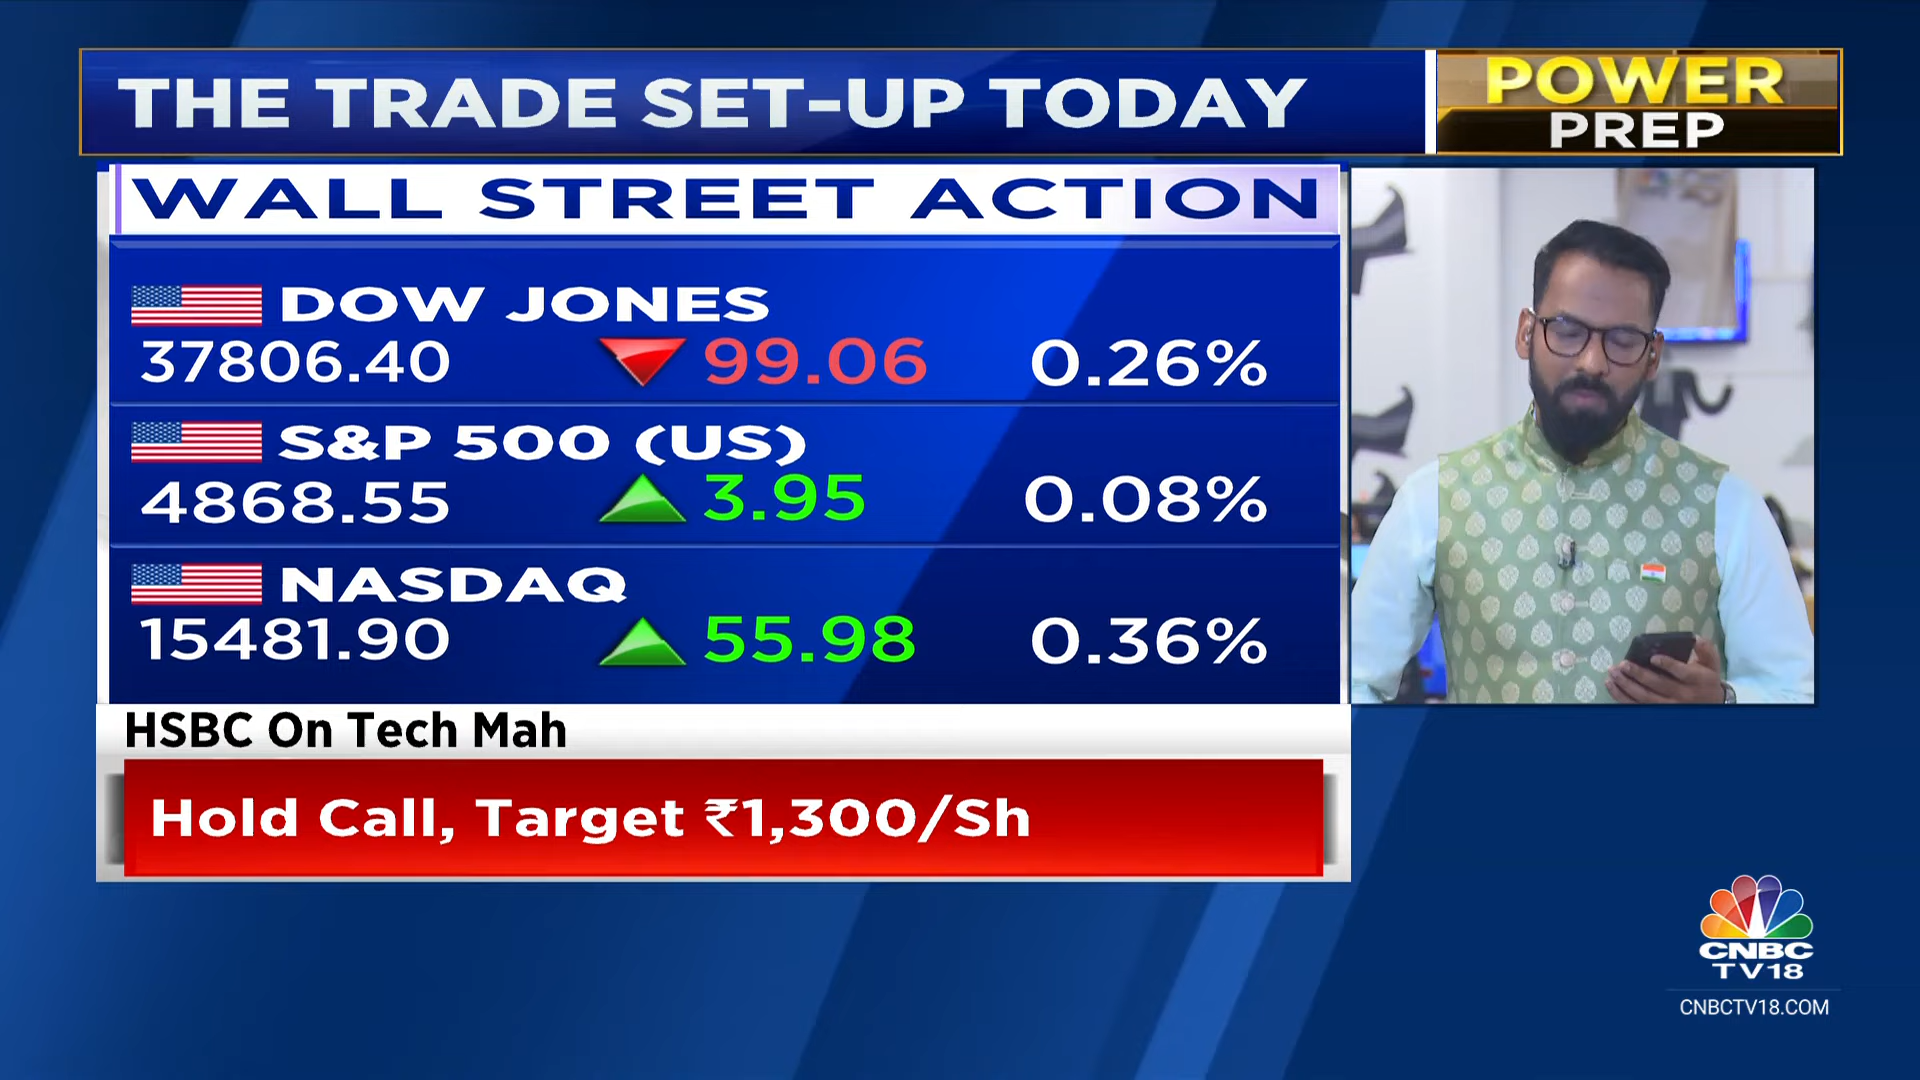 THE TRADE SET-UP TODAY
POWER
PREP
WALL STREET ACTION
DOW JONES
37806.40 99.06 0.26%
S&P 500 (US)
4868.55 3.95 0.08%
NASDAQ
15481.90 55.98 0.36%
HSBC On Tech Mah
Hold Call, Target ₹1,300/Sh
CNBC
TV18
CNBCTV18.COM